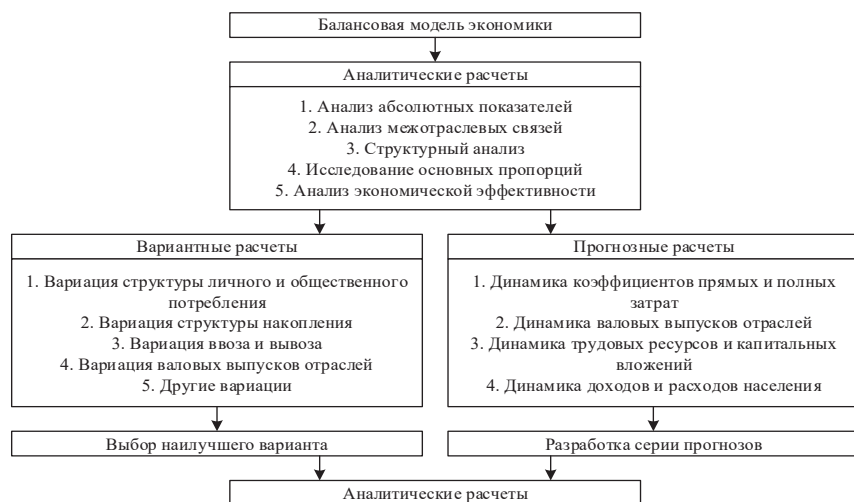 Балансовая модель экономики
Аналитические расчеты
1. Анализ абсолютных показателей
2. Анализ межотраслевых связей
3. Структурный анализ
4. Исследование основных пропорций
5. Анализ экономической эффективности
Вариантные расчеты
1. Вариация структуры личного и общественного
потребления
2. Вариация структуры накопления
3. Вариация ввоза и вывоза
4. Вариация валовых выпусков отраслей
5. Другие вариации
Прогнозные расчеты
1. Динамика коэффициентов прямых и полных
затрат
2. Динамика валовых выпусков отраслей
3. Динамика трудовых ресурсов и капитальных
вложений
4. Динамика доходов и расходов населения
Выбор наилучшего варианта
Разработка серии прогнозов
Аналитические расчеты